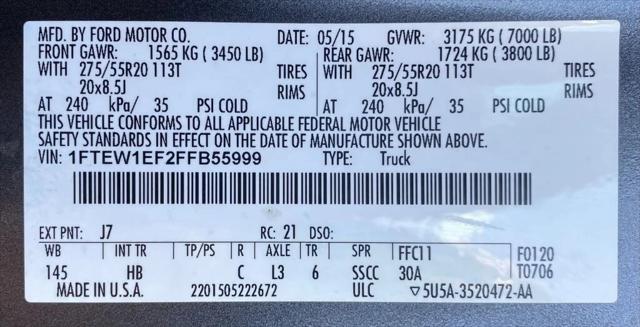 MFD. BY FORD MOTOR CO. DATE: 05/15 GVWR: 3175 KG ( 7000 LB)
FRONT GAWR: 1565 KG ( 3450 LB) REAR GAWR: 1724 KG ( 3800 LB)
WITH 275/55R20 113T TIRES WITH 275/55R20 113T TIRES
20x8.5J RIMS 20x8.5J RIMS
AT 240 kPa/ 35 PSI COLD AT 240 kPa/ 35 PSI COLD
THIS VEHICLE CONFORMS TO ALL APPLICABLE FEDERAL MOTOR VEHICLE
SAFETY STANDARDS IN EFFECT ON THE DATE OF MANUFACTURE SHOWN ABOVE.
VIN: 1FTEW1EF2FFB55999 TYPE: Truck
EXT PNT: J7 RC: 21 DSO:
WB INT TR TP/PS R AXLE TR SPR FFC11 F0120
145 HB C L3 6 SSCC 30A T0706
MADE IN U.S.A. 2201505222672 ULC ▽5U5A-3520472-AA